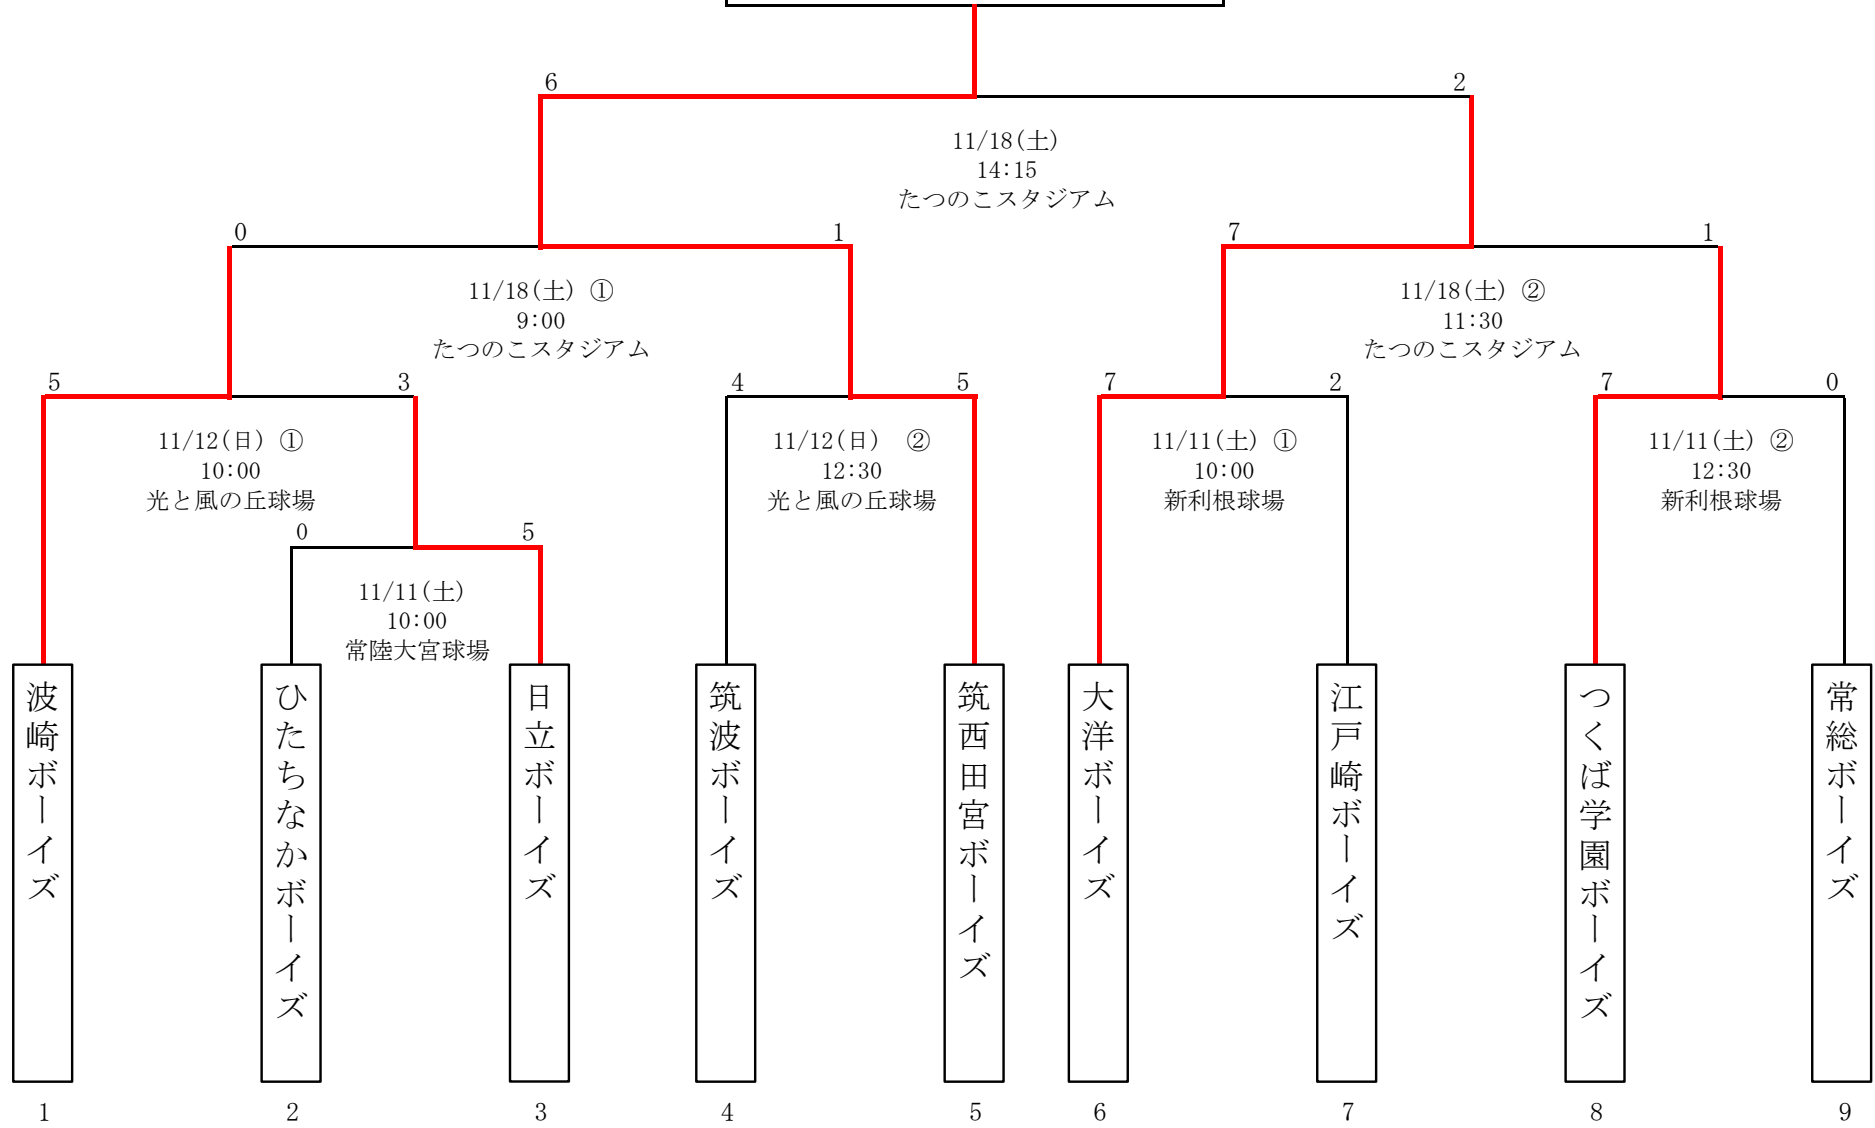 6 2
11/18(土)
14:15
たつのこスタジアム
0 1 7 1
11/18(土) ①
9:00
たつのこスタジアム
11/18(土) ②
11:30
たつのこスタジアム
5 3 4 5 7 2 7 0
11/12(日) ①
10:00
光と風の丘球場
11/12(日) ②
12:30
光と風の丘球場
11/11(土) ①
10:00
新利根球場
11/11(土) ②
12:30
新利根球場
0 5
11/11(土)
10:00
常陸大宮球場
波崎ボーイズ
ひたちなかボーイズ
日立ボーイズ
筑波ボーイズ
筑西田宮ボーイズ
大洋ボーイズ
江戸崎ボーイズ
つくば学園ボーイズ
常総ボーイズ
1 2 3 4 5 6 7 8 9